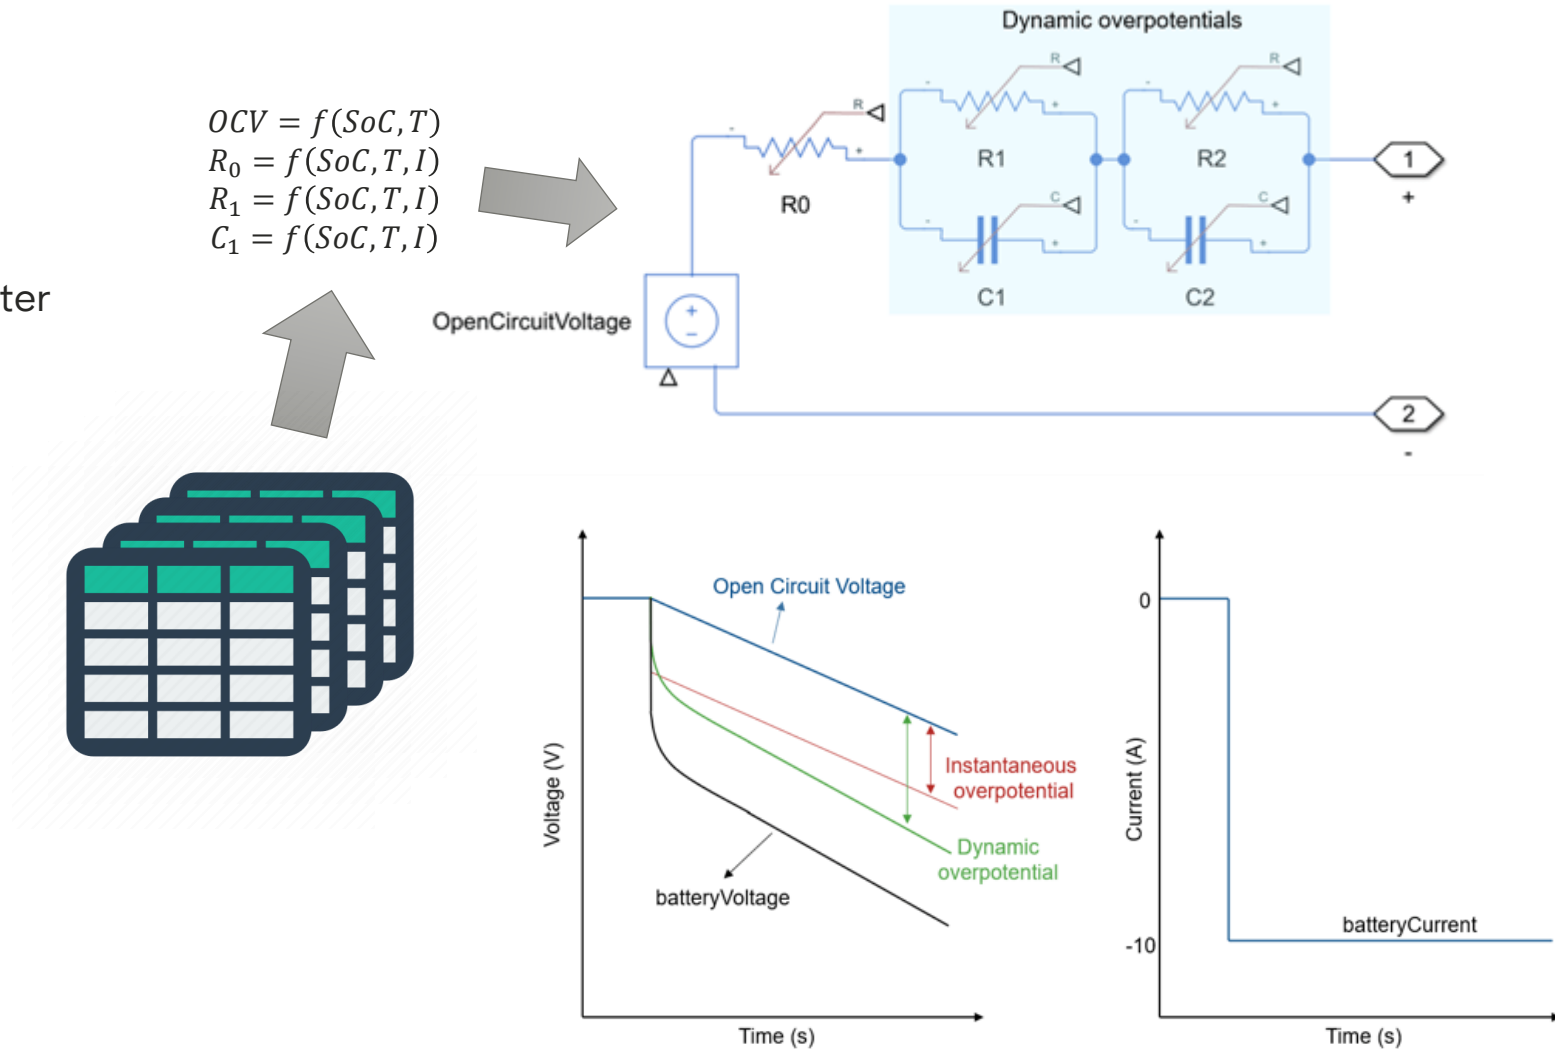 Dynamic overpotentials
OCV = f(SoC, T)
R₀ = f(SoC, T, I)
R₁ = f(SoC, T, I)
C₁ = f(SoC, T, I)
ter
R
R
R
-
+
-
+
-
+
R0
R1
R2
1
+
C
C
-
+
-
+
C1
C2
OpenCircuitVoltage
+
−
2
-
Open Circuit Voltage
Instantaneous
overpotential
Dynamic
overpotential
batteryVoltage
Voltage (V)
Time (s)
0
-10
batteryCurrent
Current (A)
Time (s)